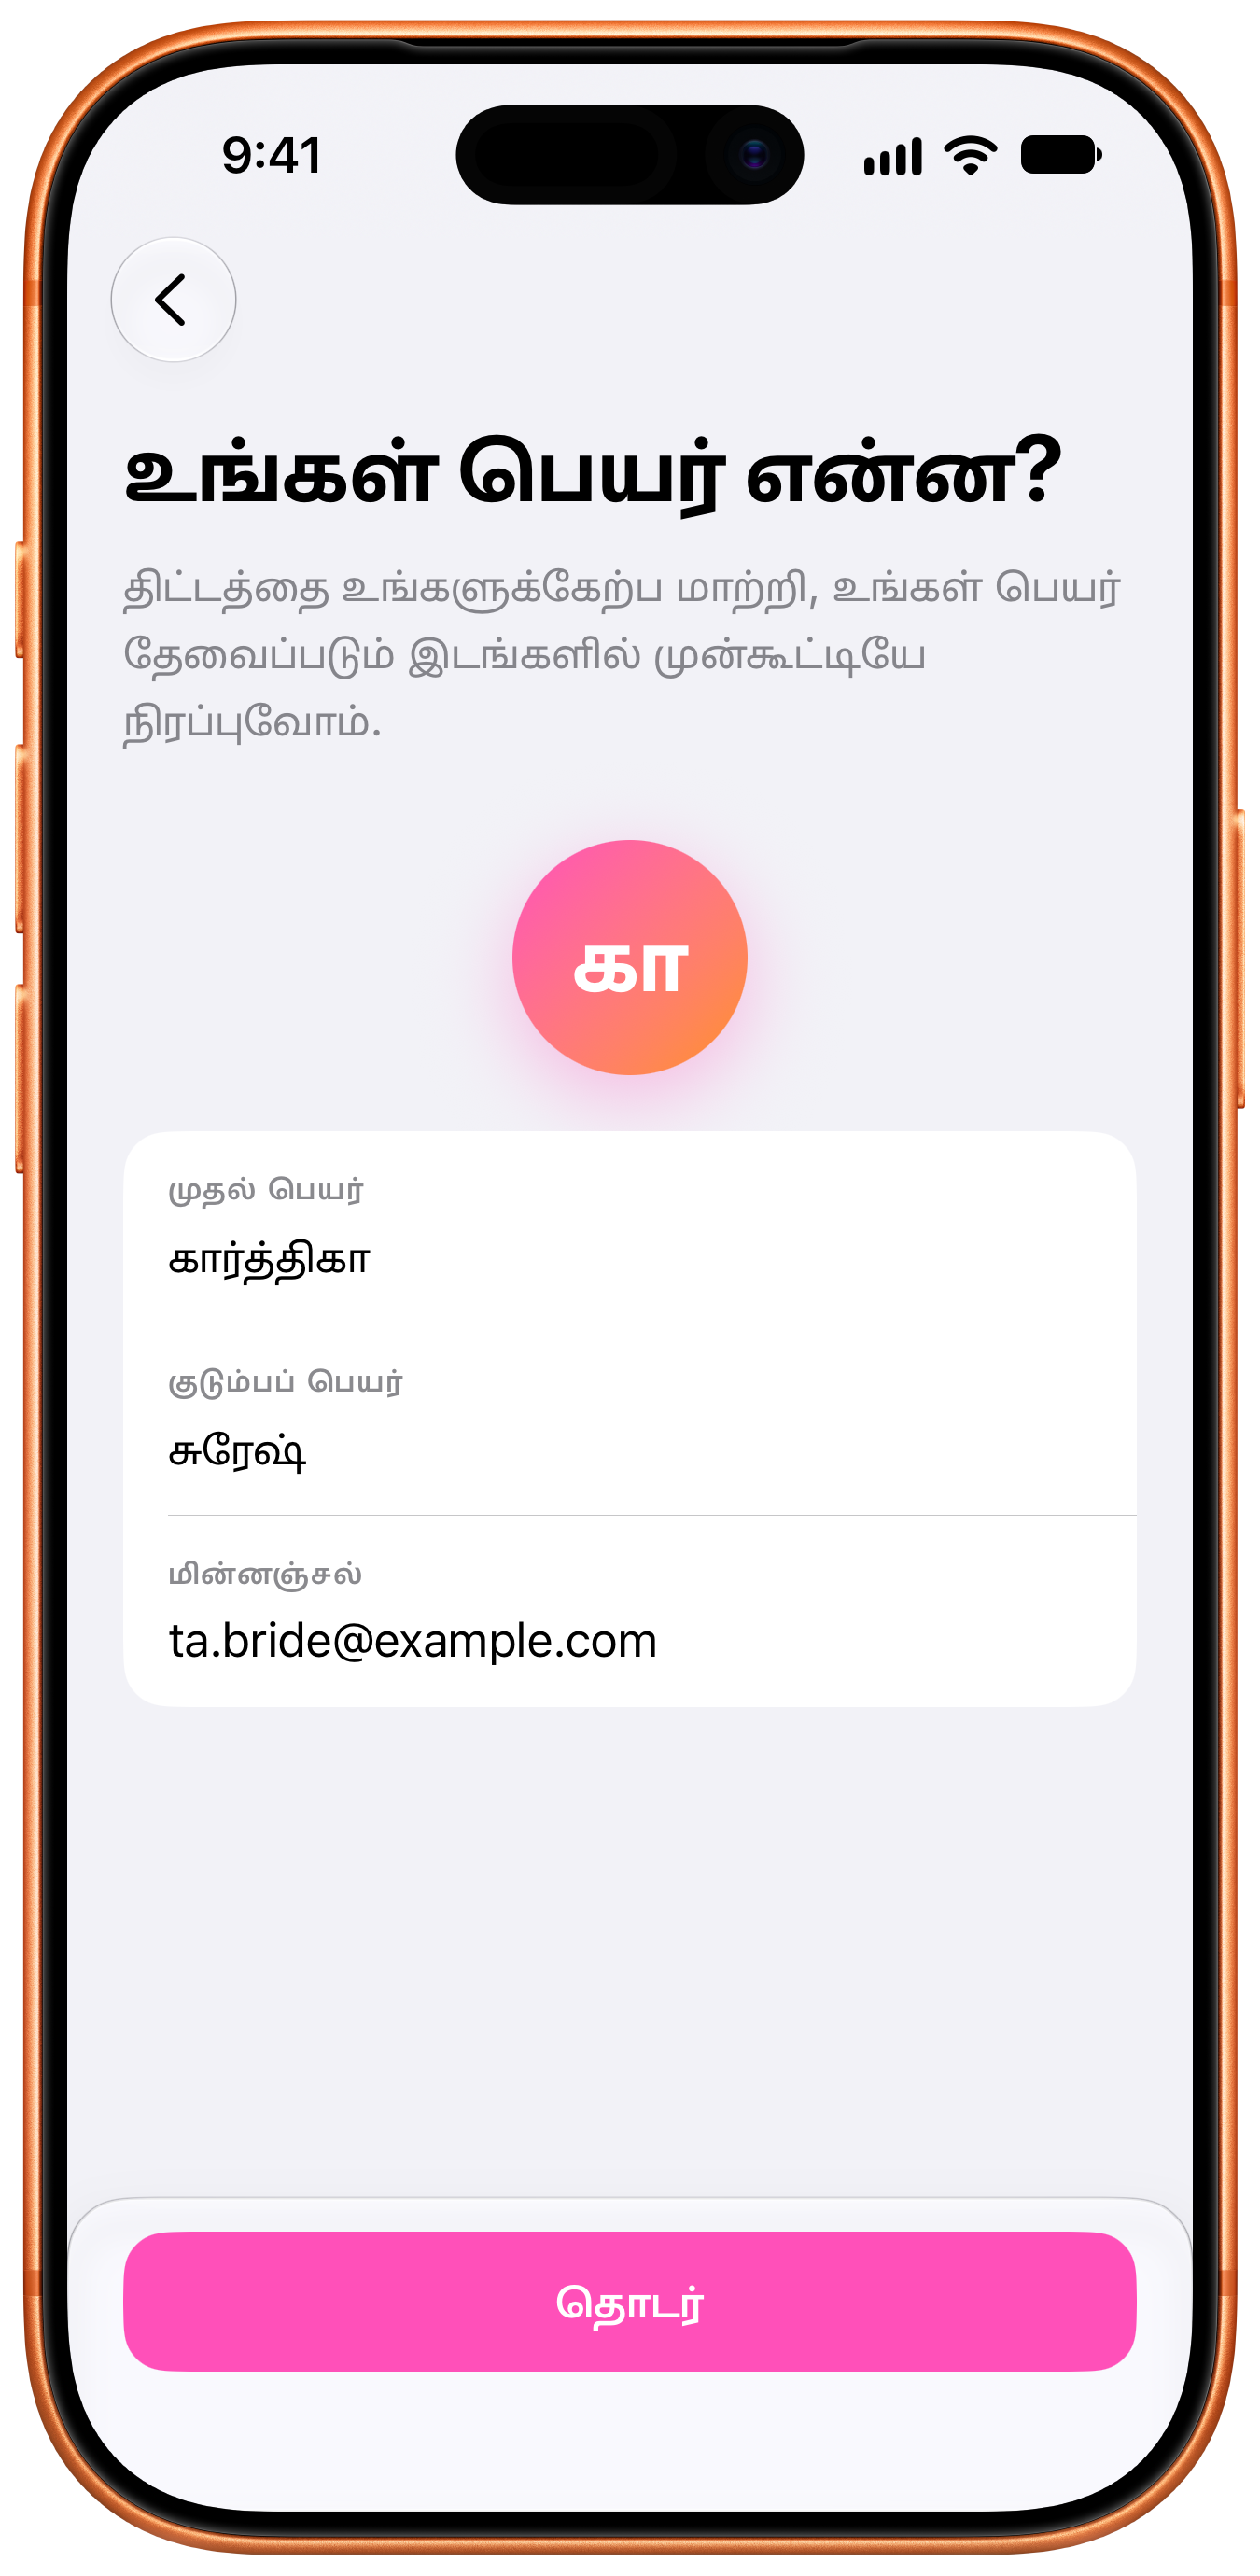 9:41
உங்கள் பெயர் என்ன?
திட்டத்தை உங்களுக்கேற்ப மாற்றி, உங்கள் பெயர்
தேவைப்படும் இடங்களில் முன்கூட்டியே
நிரப்புவோம்.
கா
முதல் பெயர்
கார்த்திகா
குடும்பப் பெயர்
சுரேஷ்
மின்னஞ்சல்
ta.bride@example.com
தொடர்